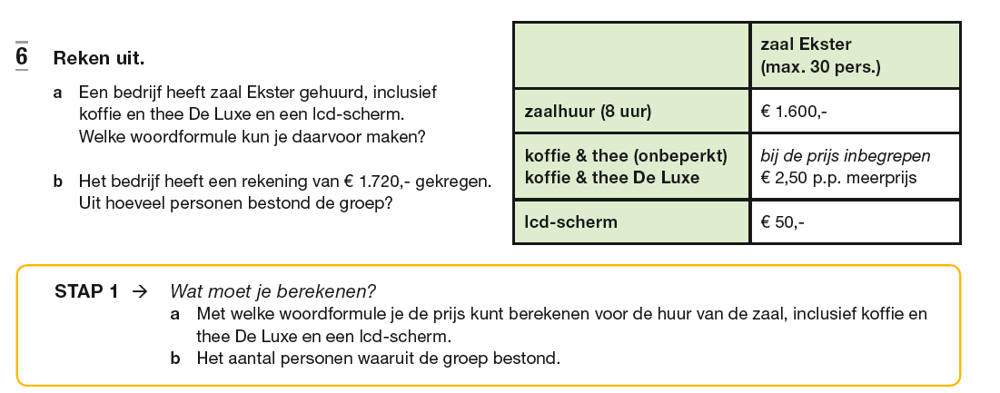 6 Reken uit.
a Een bedrijf heeft zaal Ekster gehuurd, inclusief
koffie en thee De Luxe en een lcd-scherm.
Welke woordformule kun je daarvoor maken?
b Het bedrijf heeft een rekening van € 1.720,- gekregen.
Uit hoeveel personen bestond de groep?
zaal Ekster
(max. 30 pers.)
zaalhuur (8 uur) € 1.600,-
koffie & thee (onbeperkt) bij de prijs inbegrepen
koffie & thee De Luxe € 2,50 p.p. meerprijs
lcd-scherm € 50,-
STAP 1 → Wat moet je berekenen?
a Met welke woordformule je de prijs kunt berekenen voor de huur van de zaal, inclusief koffie en
thee De Luxe en een lcd-scherm.
b Het aantal personen waaruit de groep bestond.